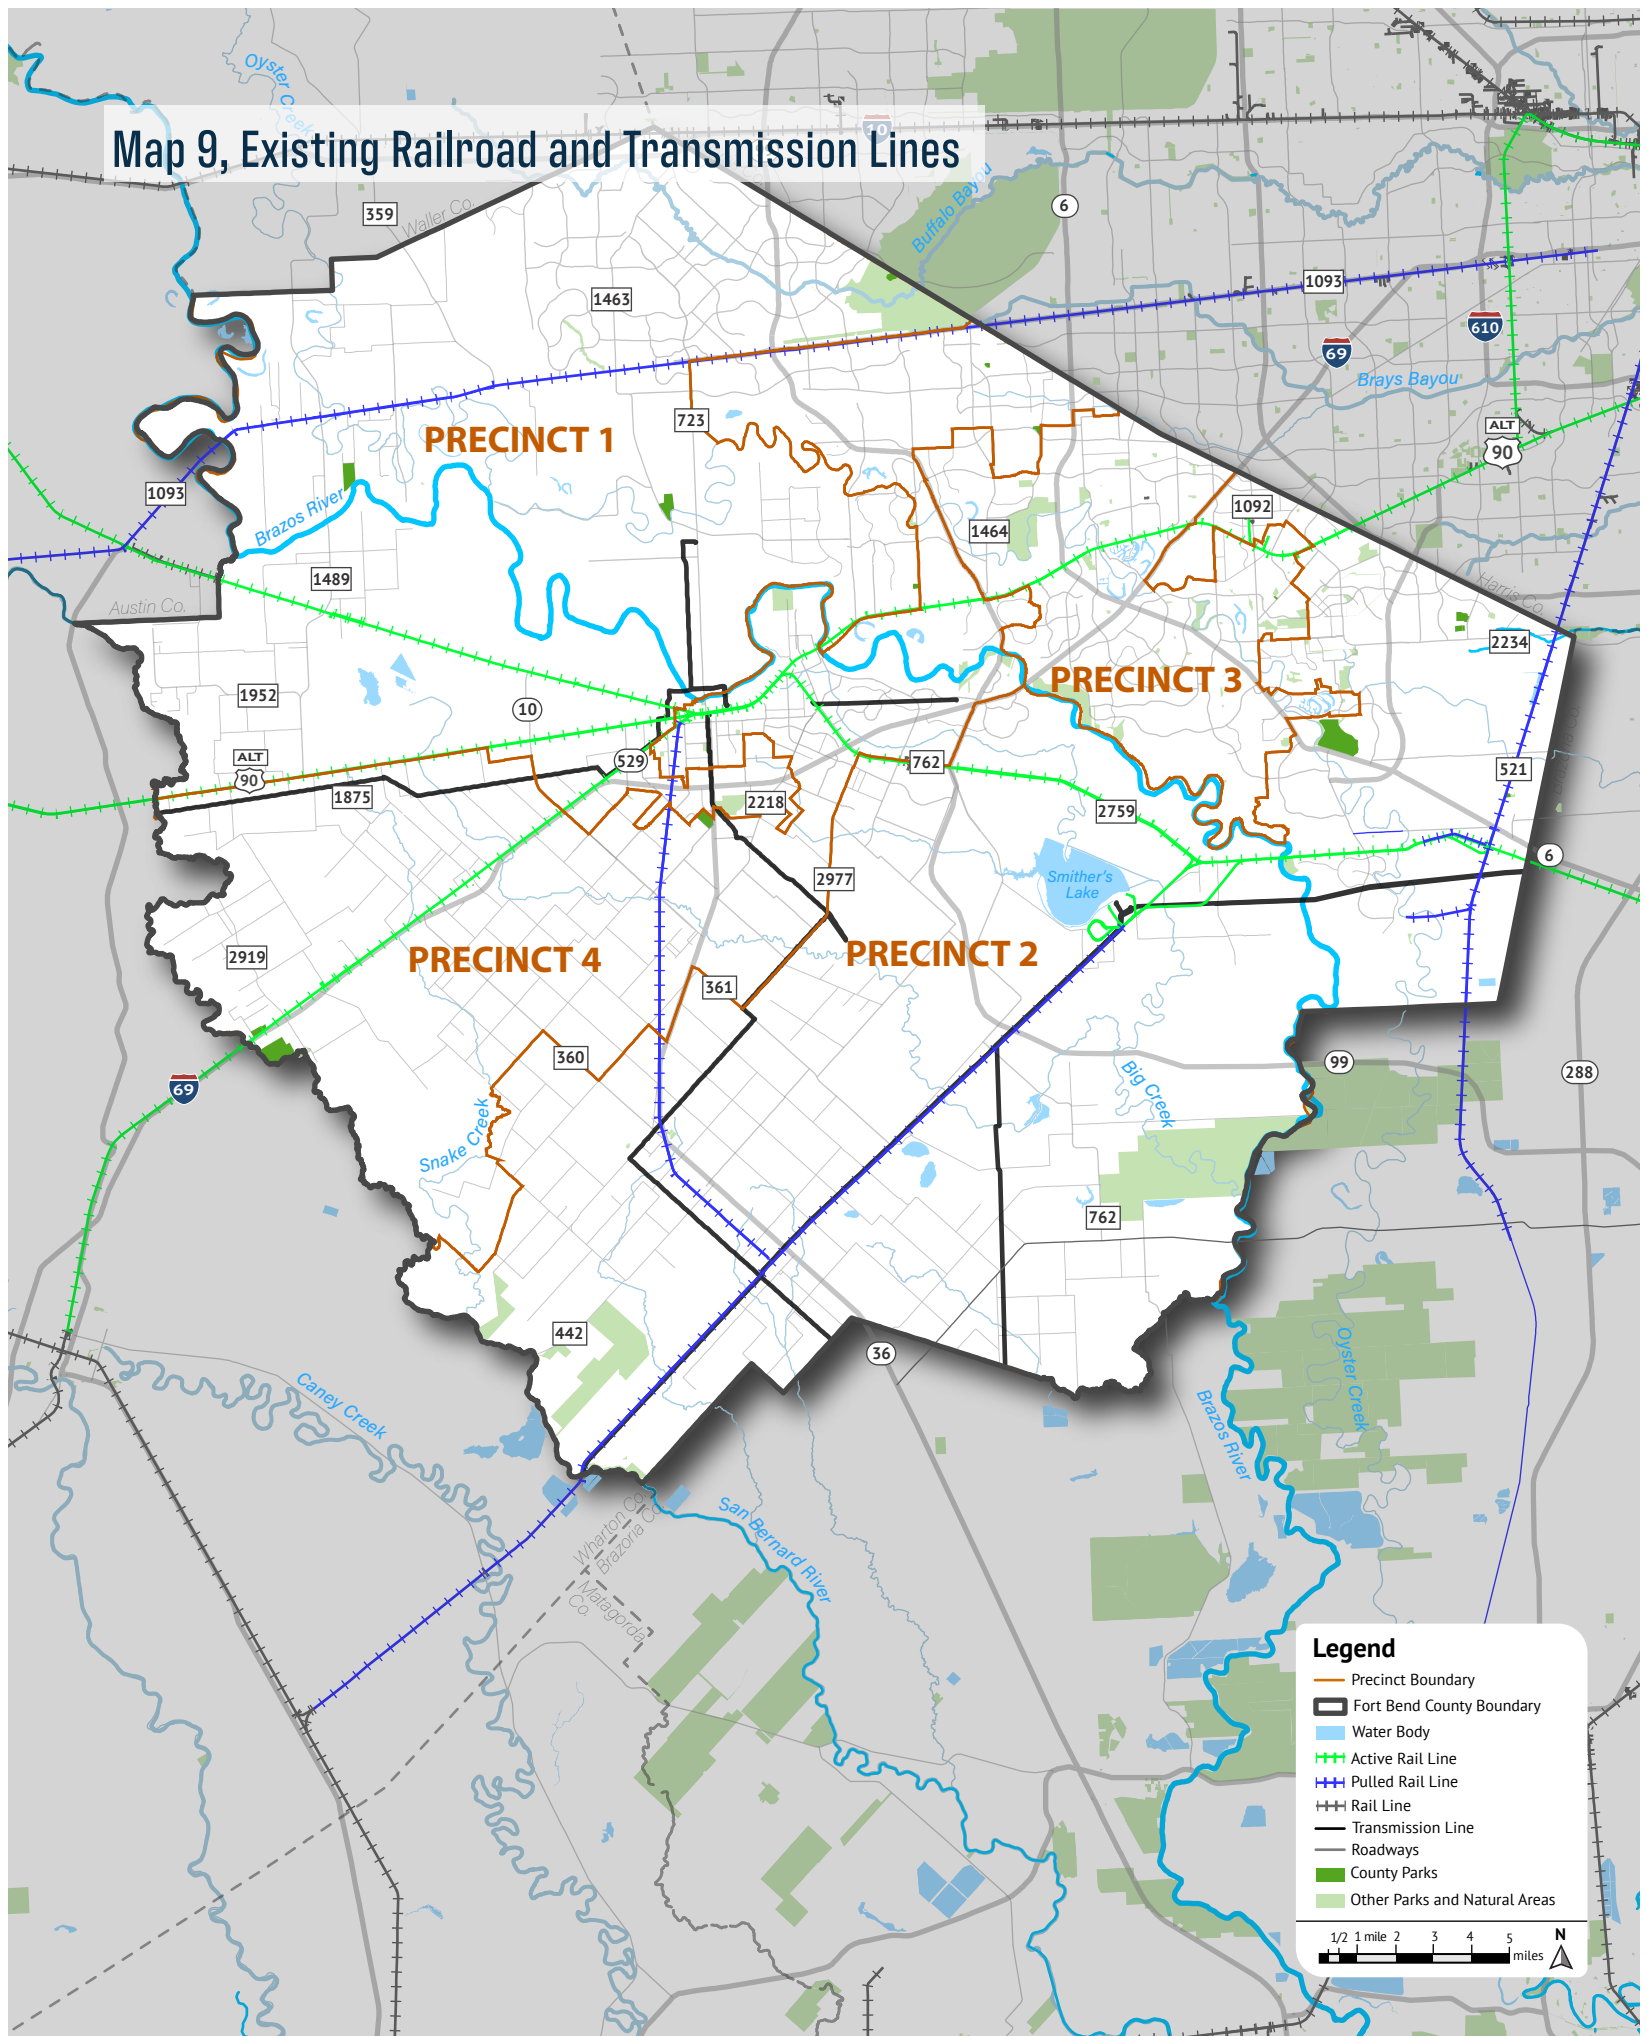 Oyster Creek
Map 9, Existing Railroad and Transmission Lines
10
359
Waller Co.
Buffalo Bayou
6
1463
1093
610
69
Brays Bayou
723
PRECINCT 1
ALT
90
1093
Brazos River
1092
1464
1489
Austin Co.
Harris Co.
2234
PRECINCT 3
1952
10
ALT
90
529
762
521
1875
2218
2759
6
2977
Smither's
Lake
2919
PRECINCT 4
PRECINCT 2
361
360
99
288
69
Snake Creek
Big Creek
762
442
36
Oyster Creek
Caney Creek
Brazos River
San Bernard River
Wharton Co.
Brazoria Co.
Matagorda
Co.
Legend
Precinct Boundary
Fort Bend County Boundary
Water Body
Active Rail Line
Pulled Rail Line
Rail Line
Transmission Line
Roadways
County Parks
Other Parks and Natural Areas
1/2 1 mile 2 3 4 5
miles
N